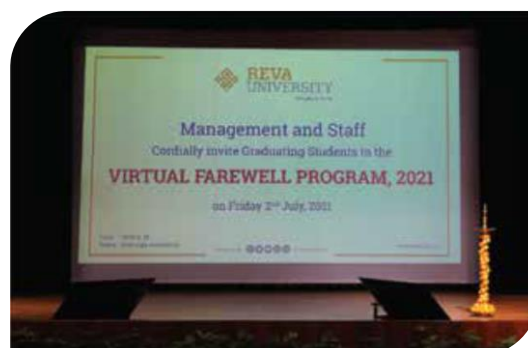 REVA
UNIVERSITY
Management and Staff
Cordially invite Graduating Students to the
VIRTUAL FAREWELL PROGRAM, 2021
on Friday 2nd July, 2021